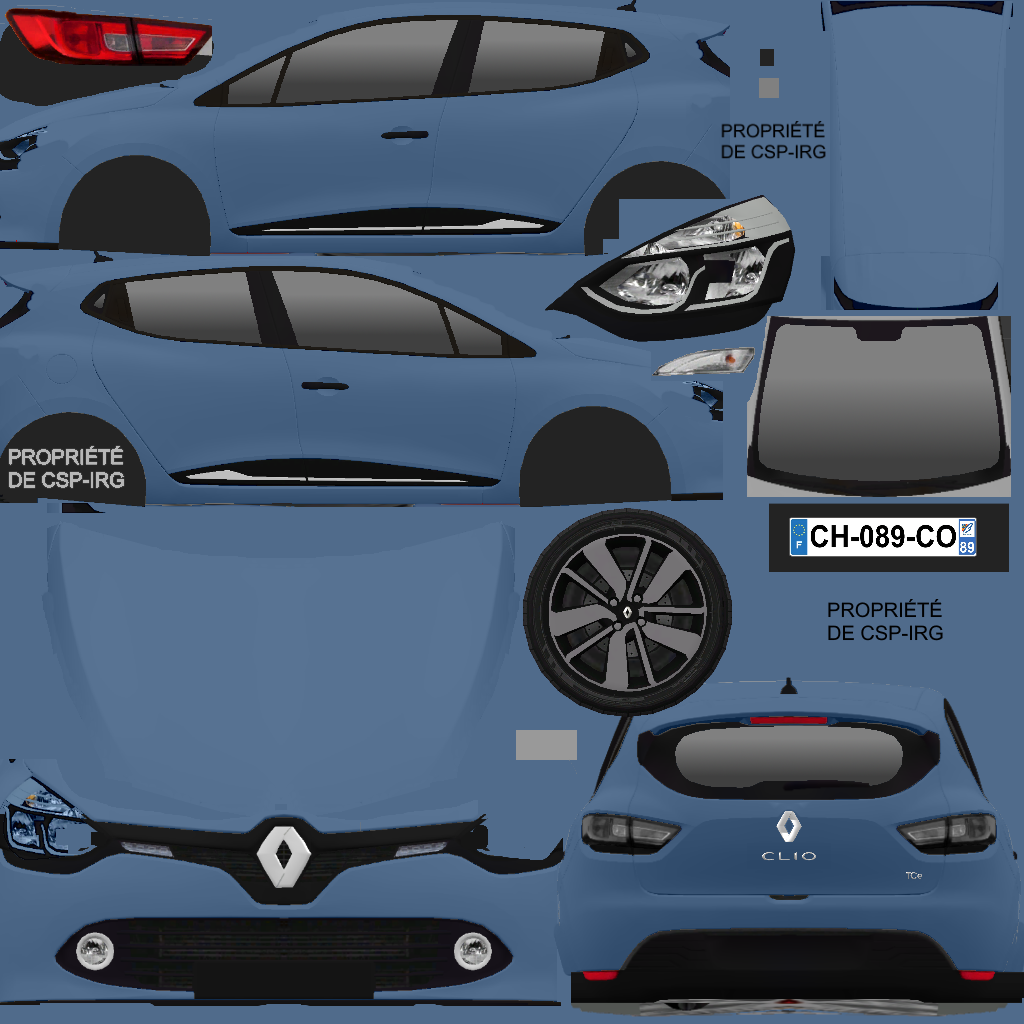 PROPRIÉTÉ
DE CSP-IRG
PROPRIÉTÉ
DE CSP-IRG
F CH-089-CO 89
PROPRIÉTÉ
DE CSP-IRG
CLIO
TCe